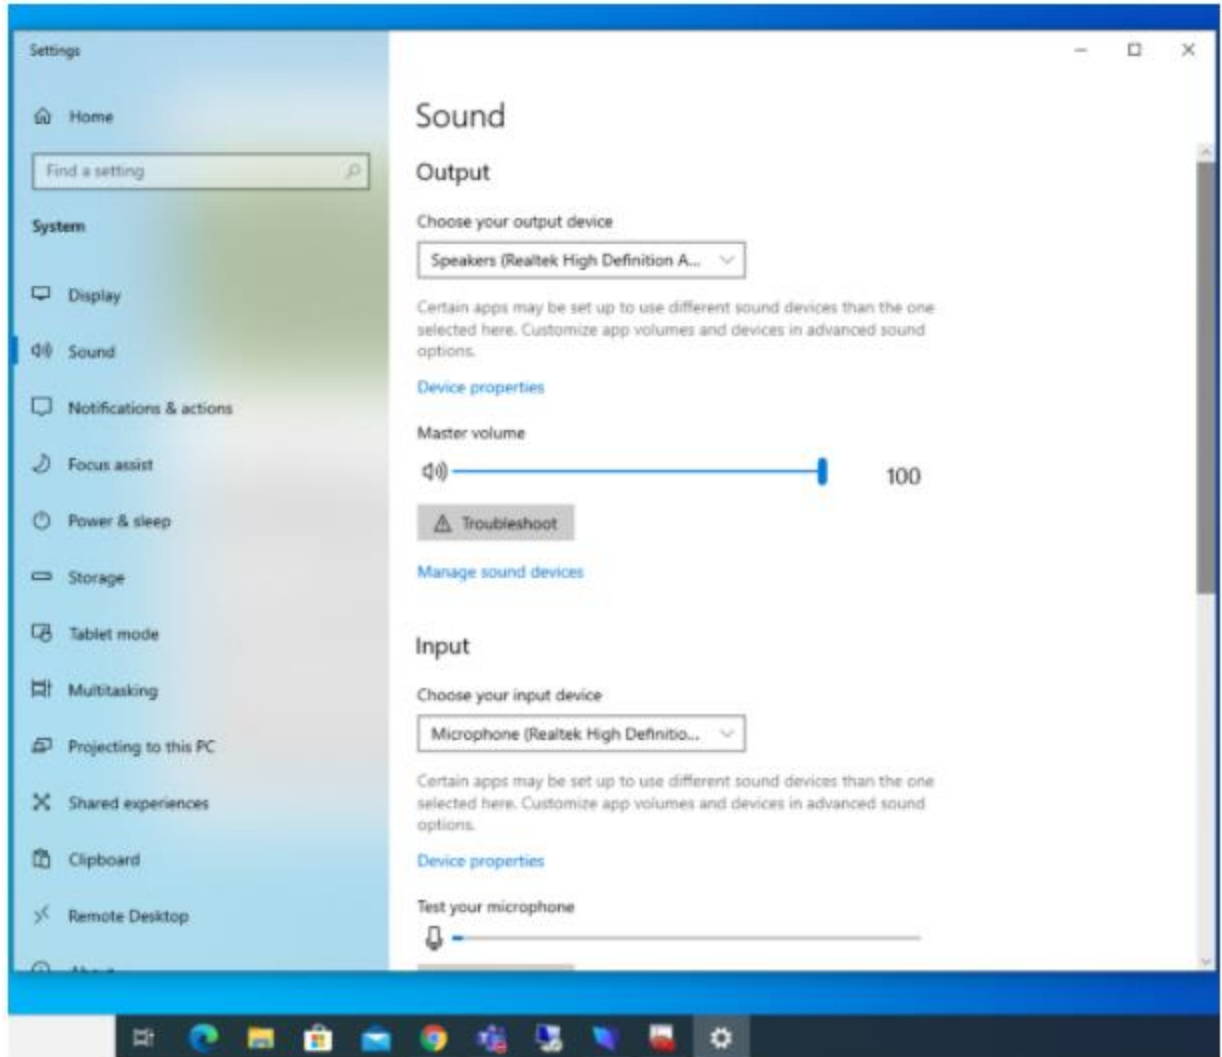 Settings
Home
Find a setting
System
Display
Sound
Notifications & actions
Focus assist
Power & sleep
Storage
Tablet mode
Multitasking
Projecting to this PC
Shared experiences
Clipboard
Remote Desktop
About
Sound
Output
Choose your output device
Speakers (Realtek High Definition A...
Certain apps may be set up to use different sound devices than the one
selected here. Customize app volumes and devices in advanced sound
options.
Device properties
Master volume
100
Troubleshoot
Manage sound devices
Input
Choose your input device
Microphone (Realtek High Definitio...
Certain apps may be set up to use different sound devices than the one
selected here. Customize app volumes and devices in advanced sound
options.
Device properties
Test your microphone